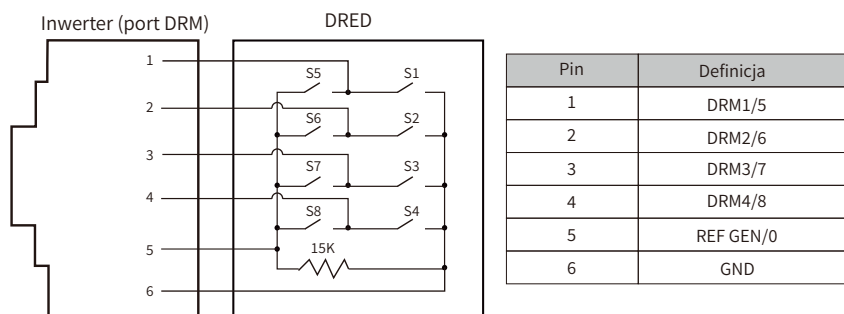 Inwerter (port DRM)
DRED
1
2
3
4
5
6
S5
S1
S6
S2
S7
S3
S8
S4
15K
Pin Definicja
1 DRM1/5
2 DRM2/6
3 DRM3/7
4 DRM4/8
5 REF GEN/0
6 GND